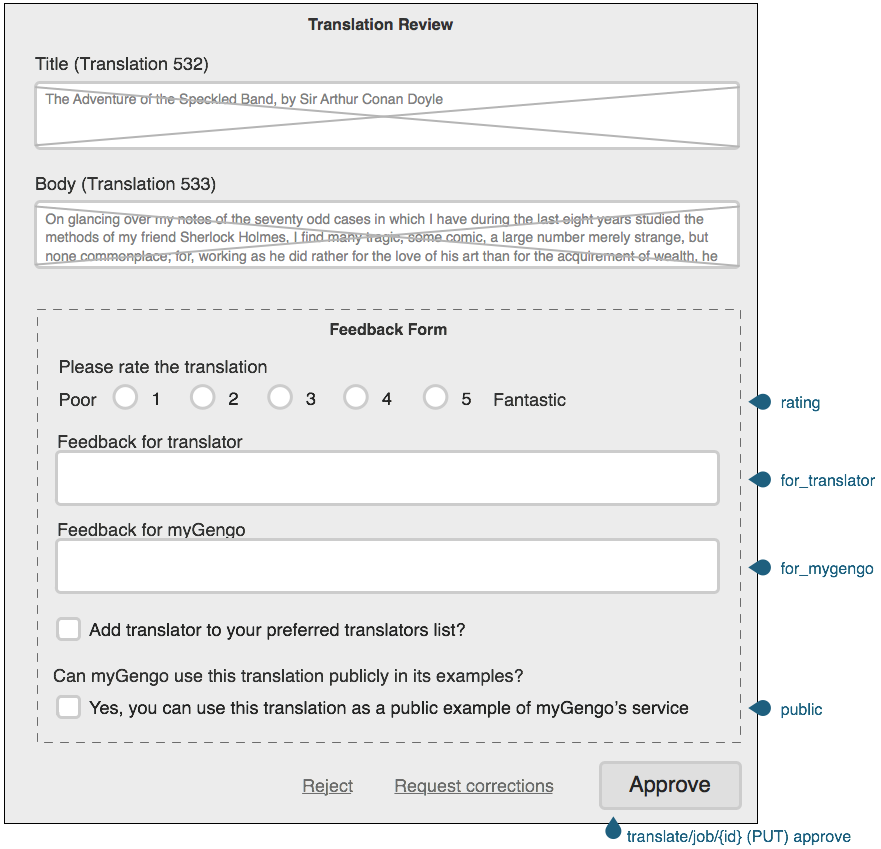 Translation Review
Title (Translation 532)
The Adventure of the Speckled Band, by Sir Arthur Conan Doyle
Body (Translation 533)
On glancing over my notes of the seventy odd cases in which I have during the last eight years studied the
methods of my friend Sherlock Holmes, I find many tragic, some comic, a large number merely strange, but
none commonplace; for, working as he did rather for the love of his art than for the acquirement of wealth, he
Feedback Form
Please rate the translation
Poor 1 2 3 4 5 Fantastic
rating
Feedback for translator
for_translator
Feedback for myGengo
for_mygengo
Add translator to your preferred translators list?
Can myGengo use this translation publicly in its examples?
Yes, you can use this translation as a public example of myGengo's service
public
Reject Request corrections Approve
translate/job/{id} (PUT) approve